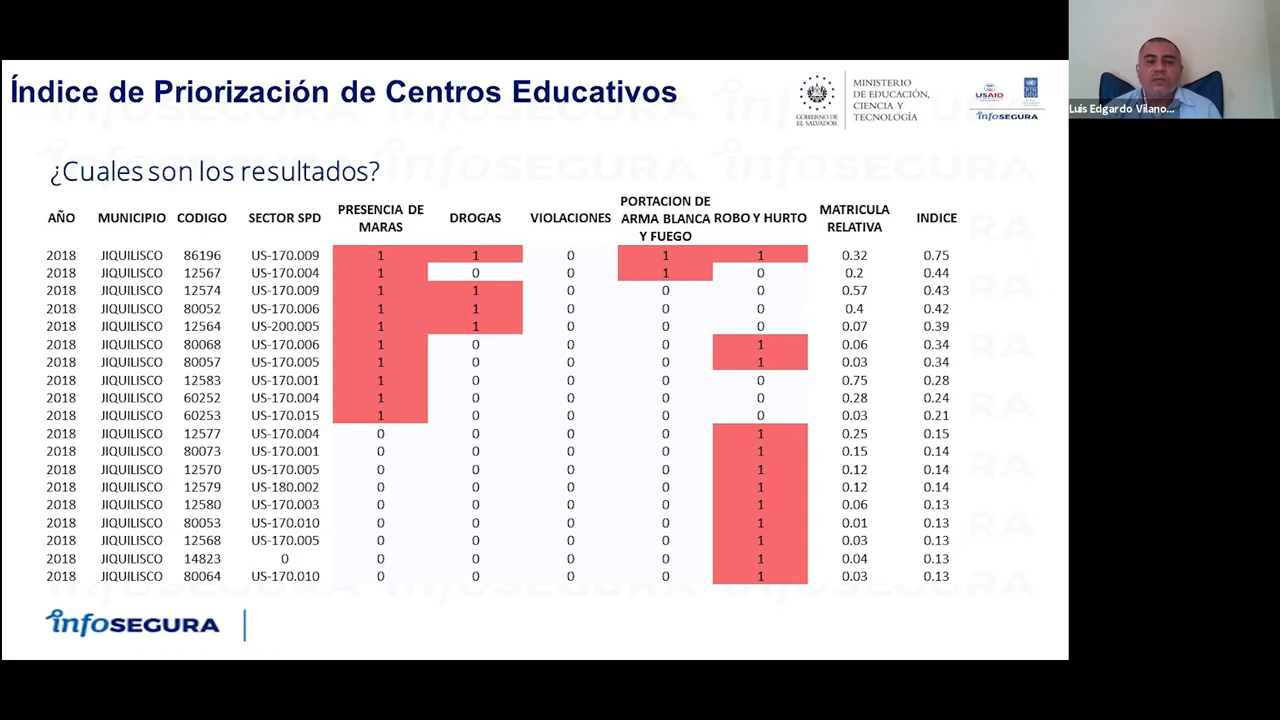 Índice de Priorización de Centros Educativos
GOBIERNO DE
EL SALVADOR
MINISTERIO
DE EDUCACIÓN,
CIENCIA Y
TECNOLOGÍA
USAID
infoSEGURA
Luis Edgardo Vilano...
¿Cuales son los resultados?
AÑO MUNICIPIO CODIGO SECTOR SPD PRESENCIA DE MARAS DROGAS VIOLACIONES PORTACION DE ARMA BLANCA Y FUEGO ROBO Y HURTO MATRICULA RELATIVA INDICE
2018 JIQUILISCO 86196 US-170.009 1 1 0 1 1 0.32 0.75
2018 JIQUILISCO 12567 US-170.004 1 0 0 1 0 0.2 0.44
2018 JIQUILISCO 12574 US-170.009 1 1 0 0 0 0.57 0.43
2018 JIQUILISCO 80052 US-170.006 1 1 0 0 0 0.4 0.42
2018 JIQUILISCO 12564 US-200.005 1 1 0 0 0 0.07 0.39
2018 JIQUILISCO 80068 US-170.006 1 0 0 0 1 0.06 0.34
2018 JIQUILISCO 80057 US-170.005 1 0 0 0 1 0.03 0.34
2018 JIQUILISCO 12583 US-170.001 1 0 0 0 0 0.75 0.28
2018 JIQUILISCO 60252 US-170.004 1 0 0 0 0 0.28 0.24
2018 JIQUILISCO 60253 US-170.015 1 0 0 0 0 0.03 0.21
2018 JIQUILISCO 12577 US-170.004 0 0 0 0 1 0.25 0.15
2018 JIQUILISCO 80073 US-170.001 0 0 0 0 1 0.15 0.14
2018 JIQUILISCO 12570 US-170.005 0 0 0 0 1 0.12 0.14
2018 JIQUILISCO 12579 US-180.002 0 0 0 0 1 0.12 0.14
2018 JIQUILISCO 12580 US-170.003 0 0 0 0 1 0.06 0.13
2018 JIQUILISCO 80053 US-170.010 0 0 0 0 1 0.01 0.13
2018 JIQUILISCO 12568 US-170.005 0 0 0 0 1 0.03 0.13
2018 JIQUILISCO 14823 0 0 0 0 0 1 0.04 0.13
2018 JIQUILISCO 80064 US-170.010 0 0 0 0 1 0.03 0.13
infoSEGURA